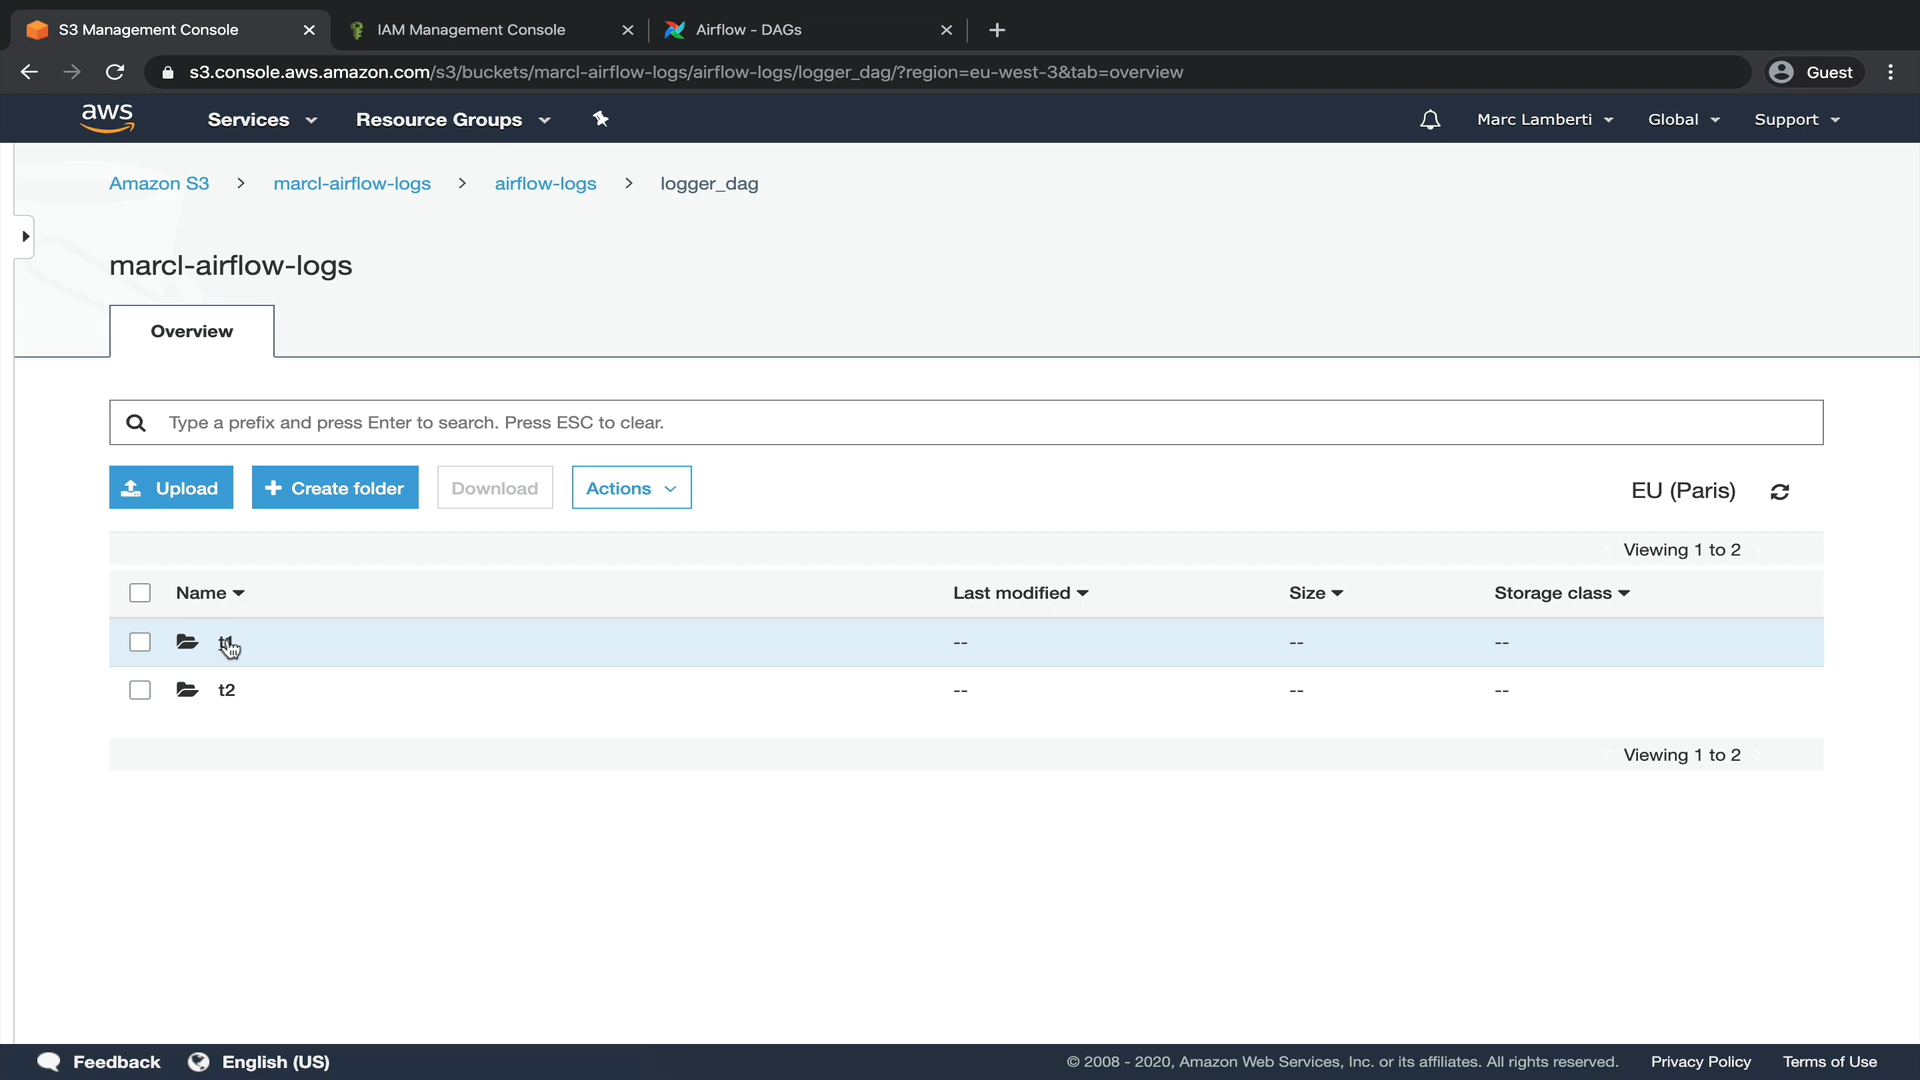 S3 Management Console
IAM Management Console
Airflow - DAGs
s3.console.aws.amazon.com/s3/buckets/marcl-airflow-logs/airflow-logs/logger_dag/?region=eu-west-3&tab=overview
Guest
aws
Services
Resource Groups
Marc Lamberti
Global
Support
Amazon S3 > marcl-airflow-logs > airflow-logs > logger_dag
marcl-airflow-logs
Overview
Type a prefix and press Enter to search. Press ESC to clear.
Upload
+ Create folder
Download
Actions
EU (Paris)
Viewing 1 to 2
Name
Last modified
Size
Storage class
t1 -- -- --
t2 -- -- --
Viewing 1 to 2
Feedback
English (US)
© 2008 - 2020, Amazon Web Services, Inc. or its affiliates. All rights reserved.
Privacy Policy
Terms of Use